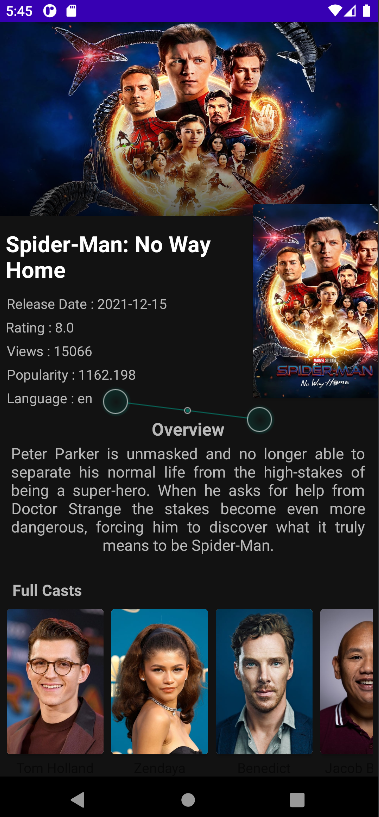 5:45
Spider-Man: No Way
Home
Release Date : 2021-12-15
Rating : 8.0
Views : 15066
Popularity : 1162.198
Language : en
SPIDER-MAN
No Way Home
Overview
Peter Parker is unmasked and no longer able to
separate his normal life from the high-stakes of
being a super-hero. When he asks for help from
Doctor Strange the stakes become even more
dangerous, forcing him to discover what it truly
means to be Spider-Man.
Full Casts
Tom Holland Zendaya Benedict Jacob B